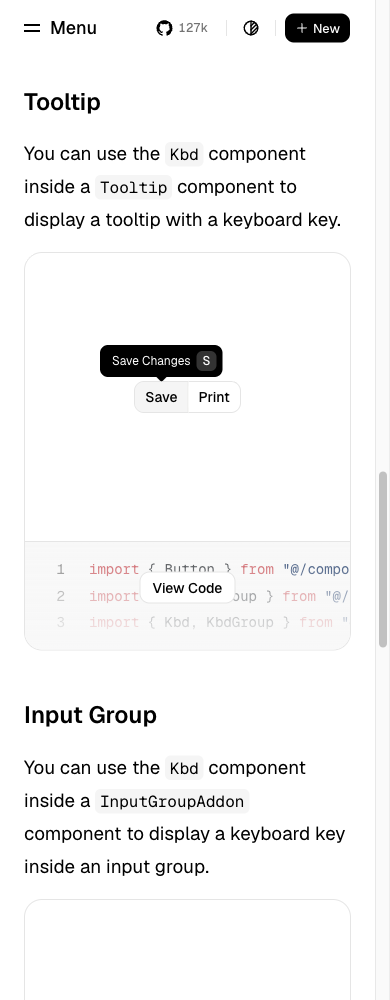 Menu
127k
+ New
Tooltip
You can use the Kbd component
inside a Tooltip component to
display a tooltip with a keyboard key.
Save Changes S
Save
Print
1 import { Button } from "@/compo
View Code
2 import oup } from "@/
3 import { Kbd, KbdGroup } from "
Input Group
You can use the Kbd component
inside a InputGroupAddon
component to display a keyboard key
inside an input group.